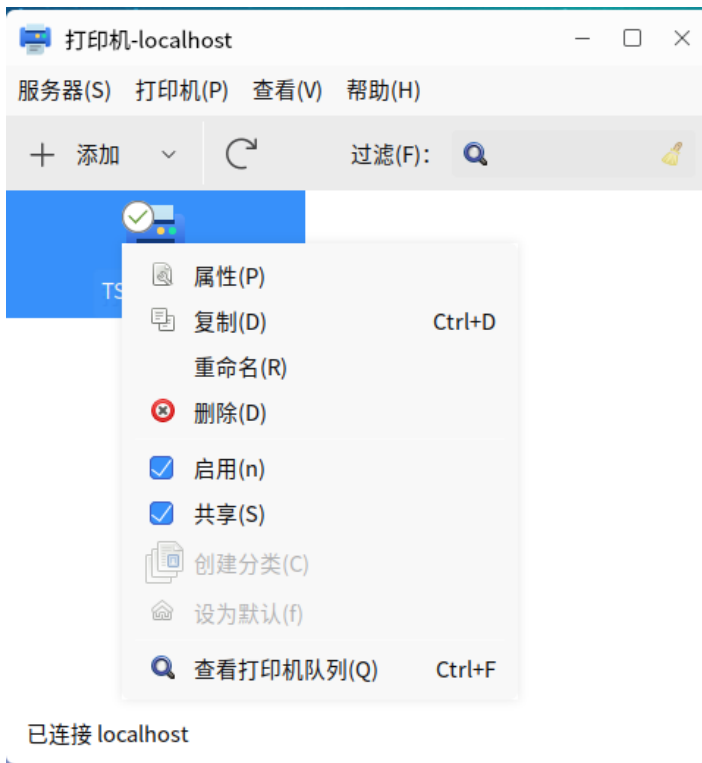 打印机-localhost
服务器(S) 打印机(P) 查看(V) 帮助(H)
添加 过滤(F):
TS
属性(P)
复制(D) Ctrl+D
重命名(R)
删除(D)
启用(n)
共享(S)
创建分类(C)
设为默认(f)
查看打印机队列(Q) Ctrl+F
已连接 localhost